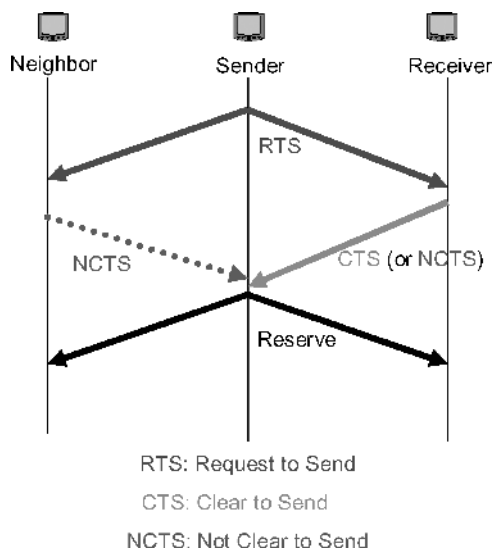 Neighbor Sender Receiver
RTS
NCTS
CTS (or NCTS)
Reserve
RTS: Request to Send
CTS: Clear to Send
NCTS: Not Clear to Send